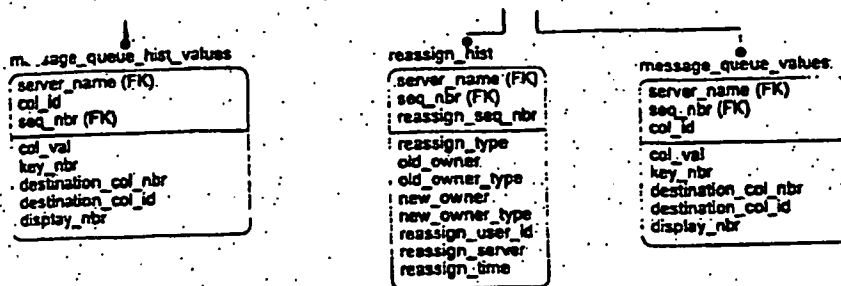 message_queue_hist_values
server_name (FK)
col_id
seq_nbr (FK)
col_val
key_nbr
destination_col_nbr
destination_col_id
display_nbr
reassign_hist
server_name (FK)
seq_nbr (FK)
reassign_seq_nbr
reassign_type
old_owner
old_owner_type
new_owner
new_owner_type
reassign_user_id
reassign_server
reassign_time
message_queue_values
server_name (FK)
seq_nbr (FK)
col_id
col_val
key_nbr
destination_col_nbr
destination_col_id
display_nbr